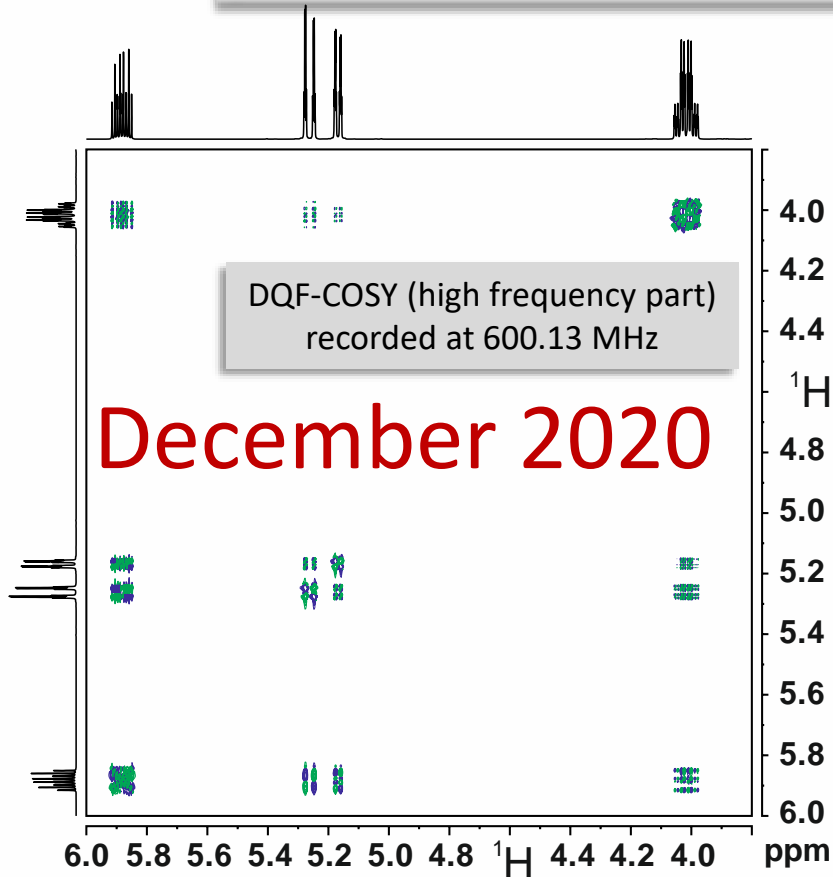 DQF-COSY (high frequency part)
recorded at 600.13 MHz
December 2020
4.0
4.2
4.4
¹H
4.8
5.0
5.2
5.4
5.6
5.8
6.0
6.0 5.8 5.6 5.4 5.2 5.0 4.8 ¹H 4.4 4.2 4.0 ppm